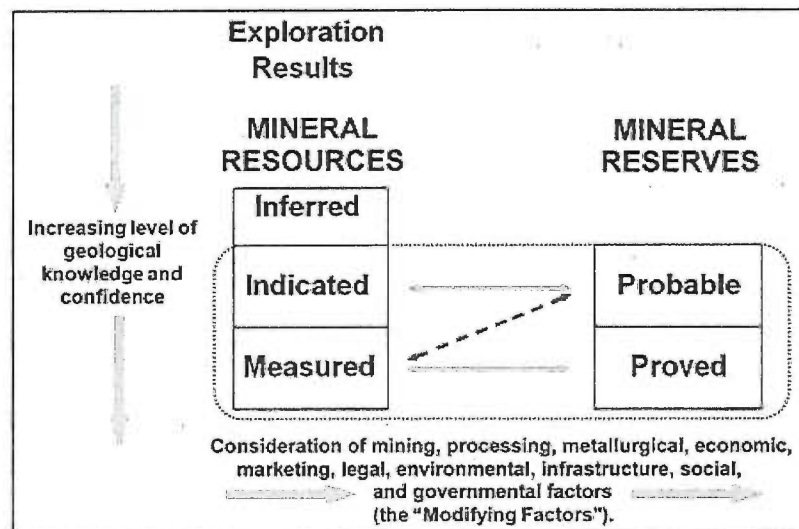 Exploration
Results
MINERAL
RESOURCES
MINERAL
RESERVES
Inferred
Increasing level of
geological
knowledge and
confidence
Indicated
Probable
Measured
Proved
Consideration of mining, processing, metallurgical, economic,
marketing, legal, environmental, infrastructure, social,
and governmental factors
(the "Modifying Factors").